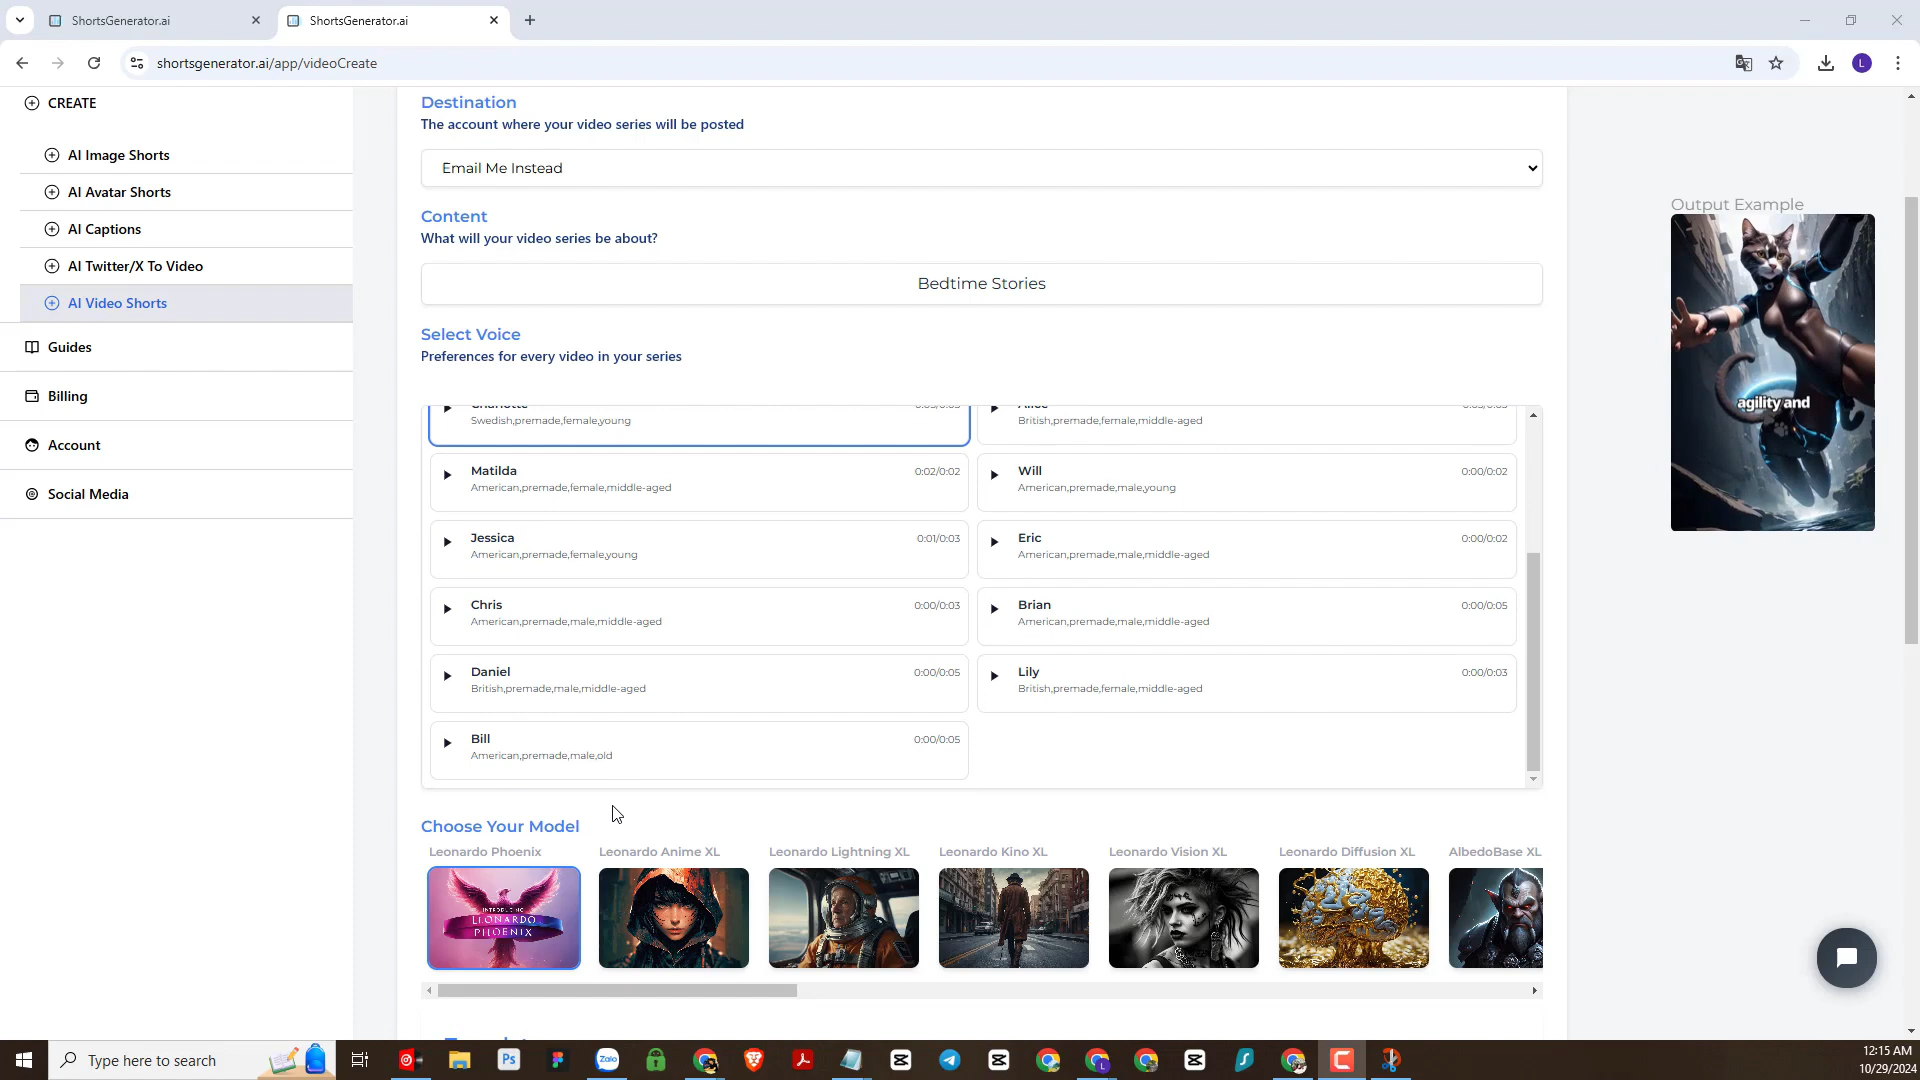 ShortsGenerator.ai
ShortsGenerator.ai
shortsgenerator.ai/app/videoCreate
L
CREATE
AI Image Shorts
AI Avatar Shorts
AI Captions
AI Twitter/X To Video
AI Video Shorts
Guides
Billing
Account
Social Media
Destination
The account where your video series will be posted
Email Me Instead
Content
What will your video series be about?
Bedtime Stories
Select Voice
Preferences for every video in your series
Swedish,premade,female,young
British,premade,female,middle-aged
Matilda 0:02/0:02
American,premade,female,middle-aged
Will 0:00/0:02
American,premade,male,young
Jessica 0:01/0:03
American,premade,female,young
Eric 0:00/0:02
American,premade,male,middle-aged
Chris 0:00/0:03
American,premade,male,middle-aged
Brian 0:00/0:05
American,premade,male,middle-aged
Daniel 0:00/0:05
British,premade,male,middle-aged
Lily 0:00/0:03
British,premade,female,middle-aged
Bill 0:00/0:05
American,premade,male,old
Choose Your Model
Leonardo Phoenix
Leonardo Anime XL
Leonardo Lightning XL
Leonardo Kino XL
Leonardo Vision XL
Leonardo Diffusion XL
AlbedoBase XL
INTRODUCING
LEONARDO
PHOENIX
Output Example
agility and
Type here to search
Ps
Zalo
12:15 AM
10/29/2024